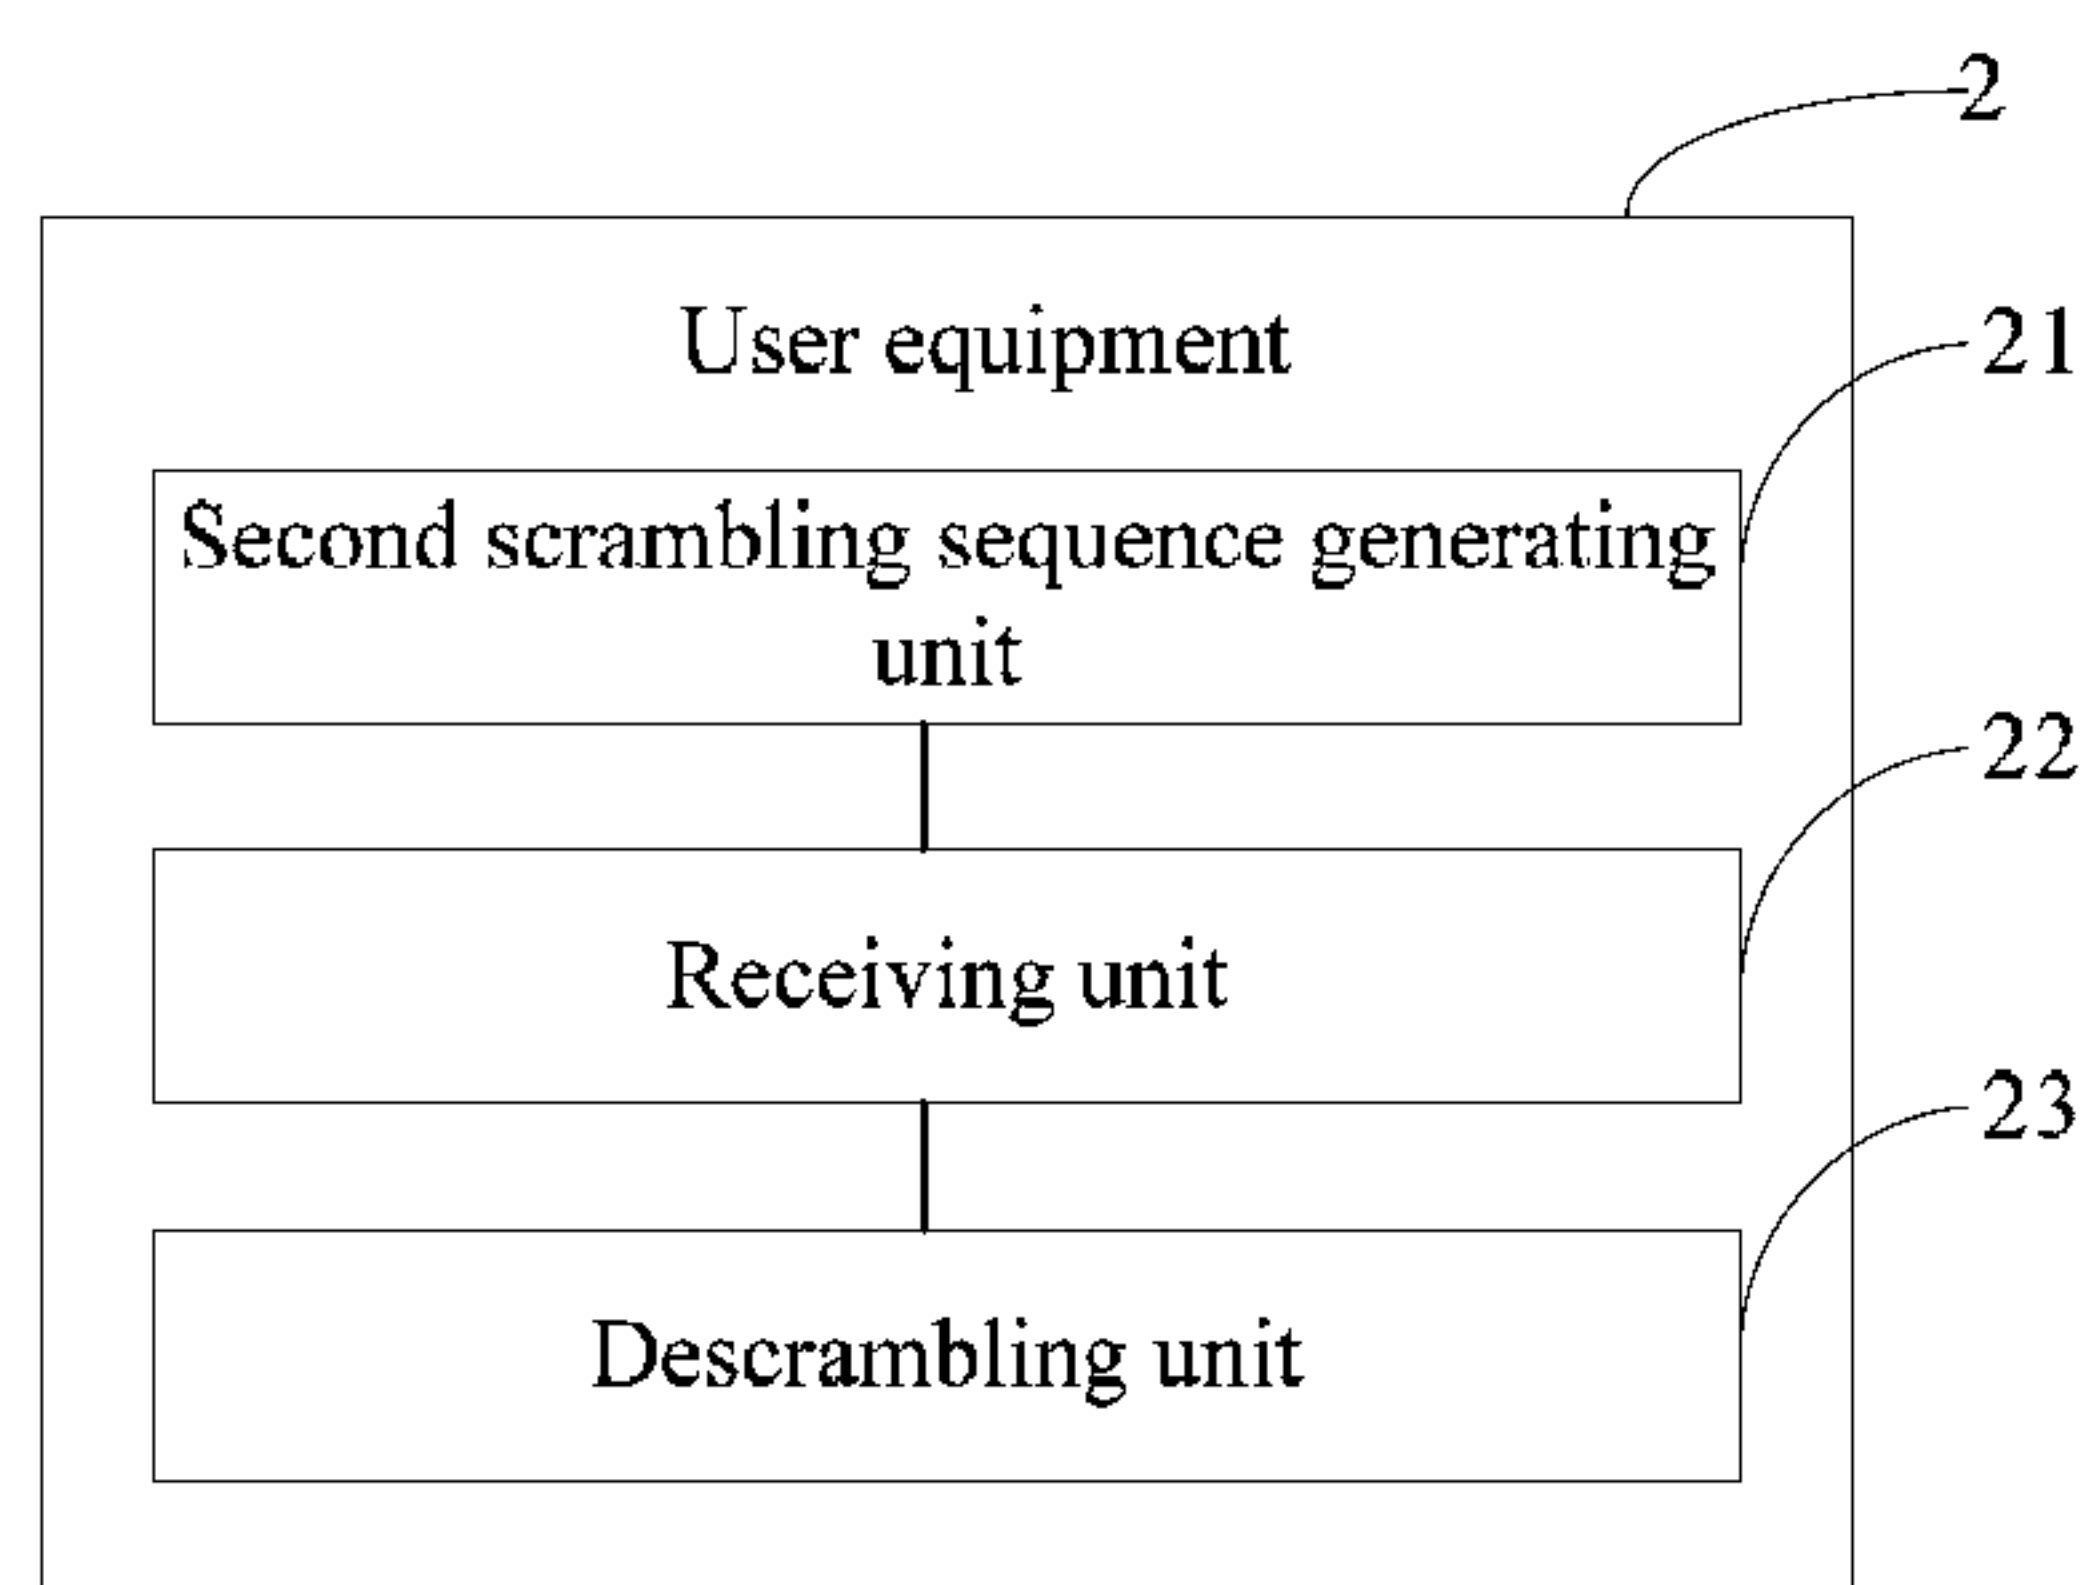 2
User equipment
21
Second scrambling sequence generating
unit
22
Receiving unit
23
Descrambling unit